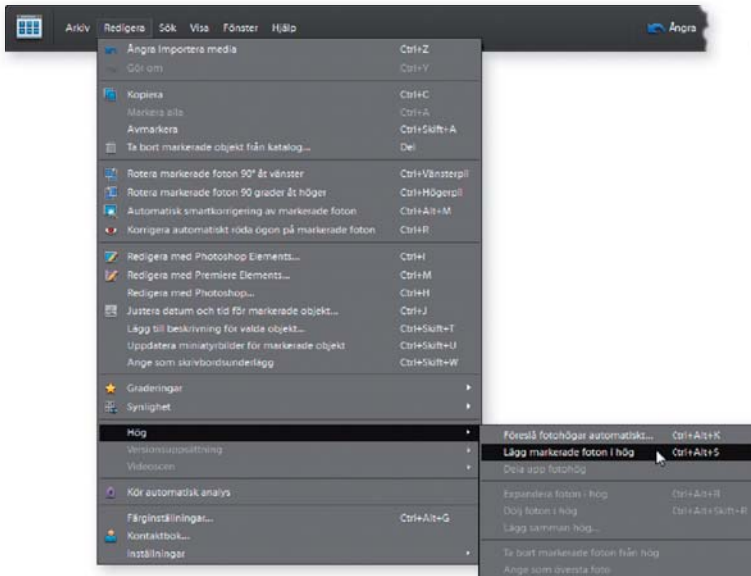 Arkiv Redigera Sök Visa Fönster Hjälp Ångra
Ångra Importera media Ctrl+Z
Gör om Ctrl+Y
Kopiera Ctrl+C
Markera alla Ctrl+A
Avmarkera Ctrl+Skift+A
Ta bort markerade objekt från katalog... Del
Rotera markerade foton 90° åt vänster Ctrl+Vänsterpil
Rotera markerade foton 90 grader åt höger Ctrl+Högerpil
Automatisk smartkorrigering av markerade foton Ctrl+Alt+M
Korrigera automatiskt röda ögon på markerade foton Ctrl+R
Redigera med Photoshop Elements... Ctrl+I
Redigera med Premiere Elements... Ctrl+M
Redigera med Photoshop... Ctrl+H
Justera datum och tid för markerade objekt... Ctrl+J
Lägg till beskrivning för valda objekt... Ctrl+Skift+T
Uppdatera miniatyrbilder för markerade objekt Ctrl+Skift+U
Ange som skrivbordsunderlägg Ctrl+Skift+W
Graderingar
Synlighet
Hög
Versionsuppsättning
Videoscen
Kör automatisk analys
Färginställningar... Ctrl+Alt+G
Kontaktbok...
Inställningar
Föreslå fotohögar automatiskt... Ctrl+Alt+K
Lägg markerade foton i hög Ctrl+Alt+S
Dela upp fotohög
Expandera foton i hög Ctrl+Alt+R
Dölj foton i hög Ctrl+Alt+Skift+R
Lägg samman hög...
Ta bort markerade foton från hög
Ange som översta foto